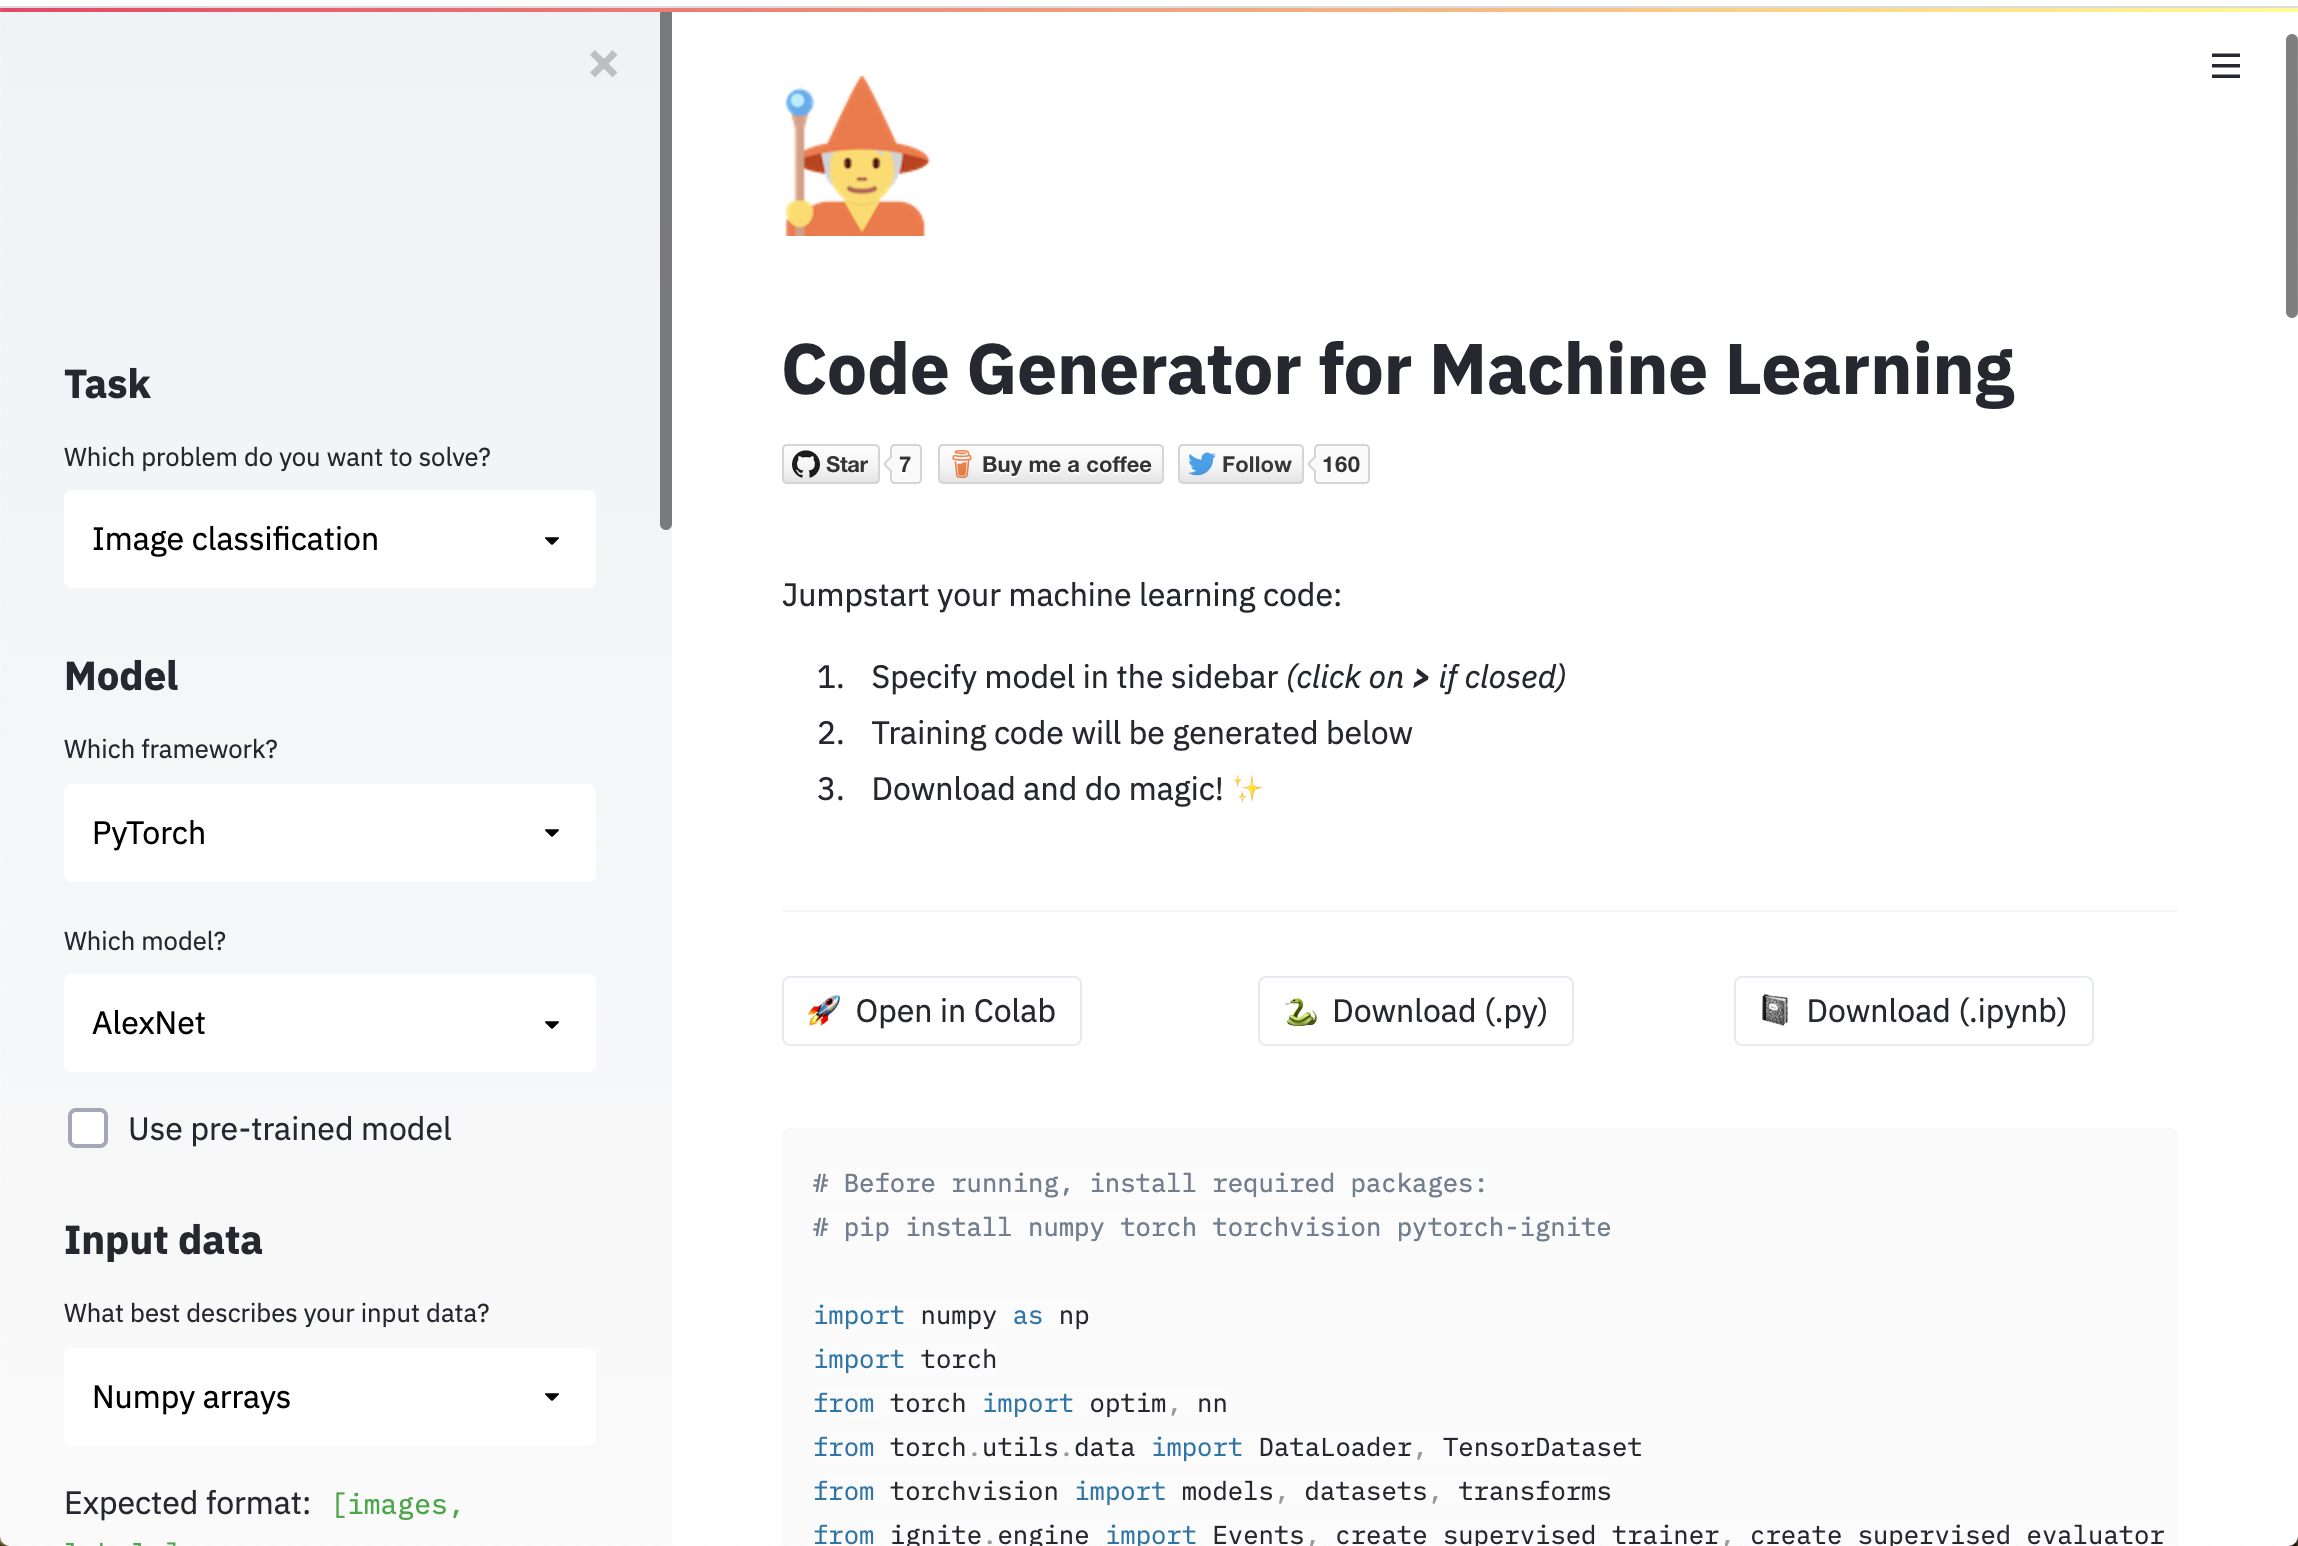 Task
Which problem do you want to solve?
Image classification
Model
Which framework?
PyTorch
Which model?
AlexNet
Use pre-trained model
Input data
What best describes your input data?
Numpy arrays
Expected format: [images,
Code Generator for Machine Learning
Star 7 Buy me a coffee Follow 160
Jumpstart your machine learning code:
1. Specify model in the sidebar (click on > if closed)
2. Training code will be generated below
3. Download and do magic! ✨
🚀 Open in Colab 🐍 Download (.py) 📓 Download (.ipynb)
# Before running, install required packages:
# pip install numpy torch torchvision pytorch-ignite
import numpy as np
import torch
from torch import optim, nn
from torch.utils.data import DataLoader, TensorDataset
from torchvision import models, datasets, transforms
from ignite.engine import Events, create_supervised_trainer, create_supervised_evaluator